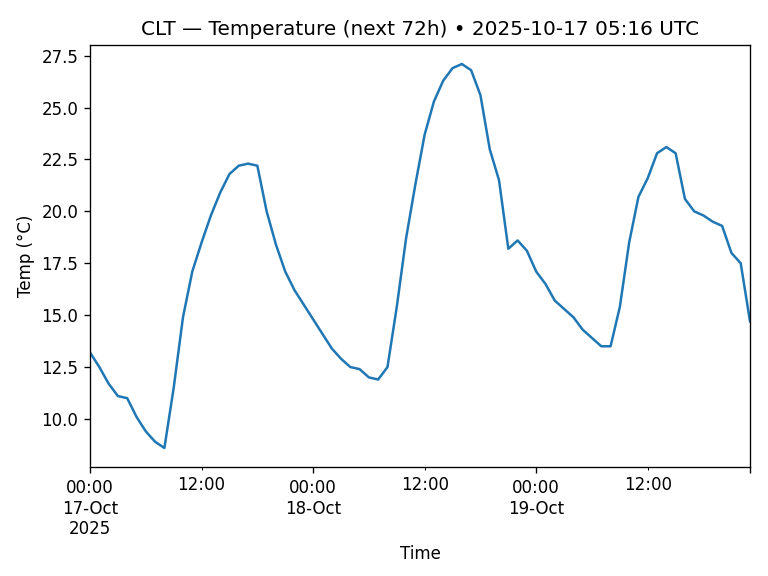 CLT — Temperature (next 72h) • 2025-10-17 05:16 UTC
27.5
25.0
22.5
20.0
17.5
15.0
12.5
10.0
Temp (°C)
00:00 12:00 00:00 12:00 00:00 12:00
17-Oct 18-Oct 19-Oct
2025
Time